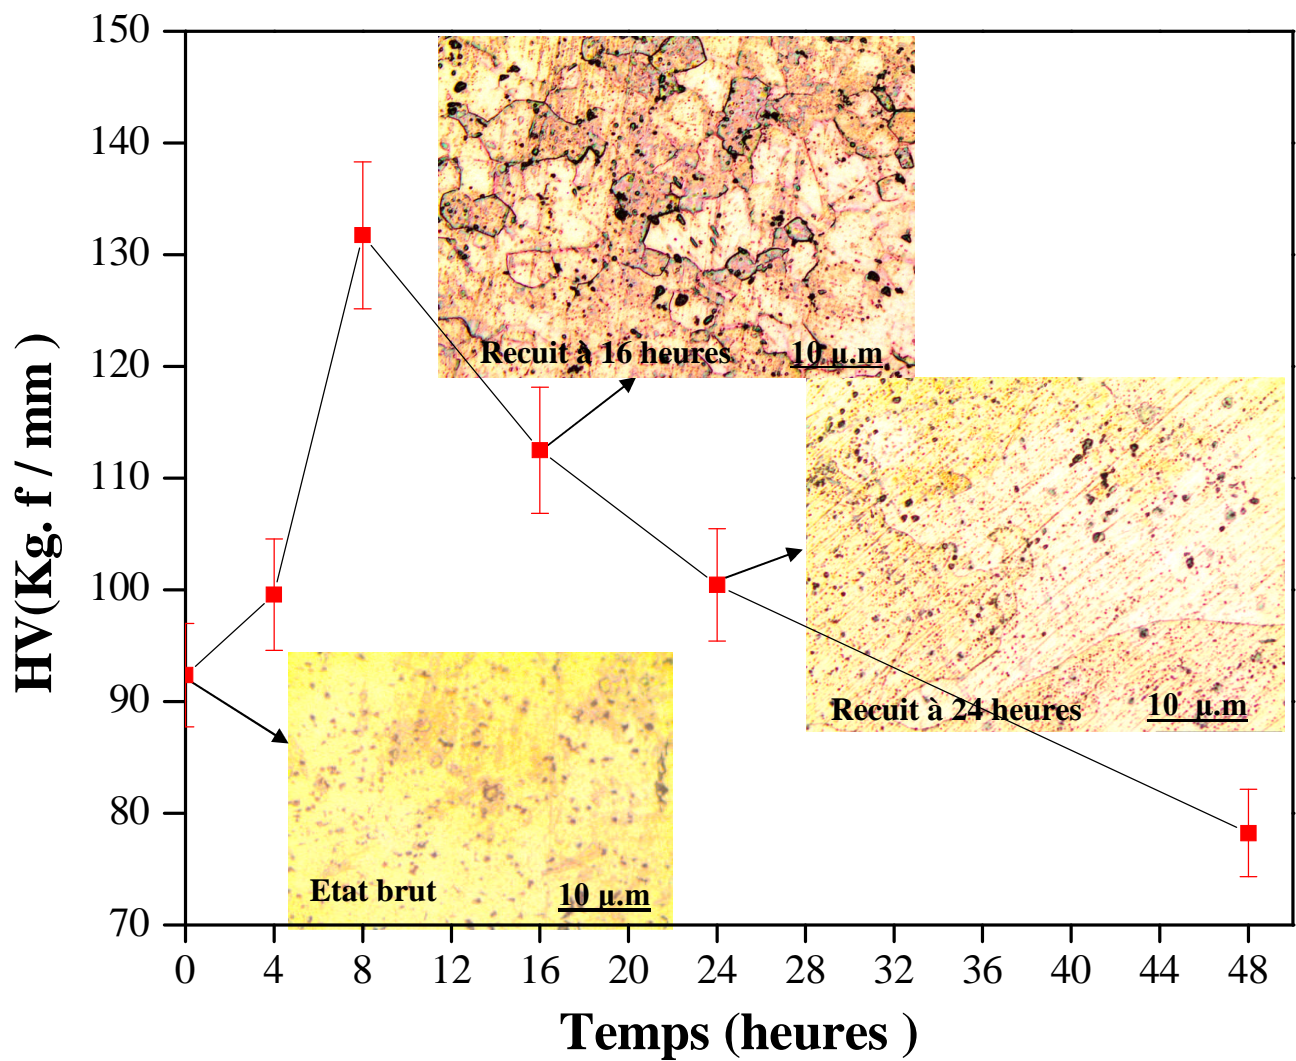 150
140
130
120
110
100
90
80
70
HV(Kg. f / mm )
Recuit à 16 heures 10 µ.m
Recuit à 24 heures 10 µ.m
Etat brut 10 µ.m
0 4 8 12 16 20 24 28 32 36 40 44 48
Temps (heures )